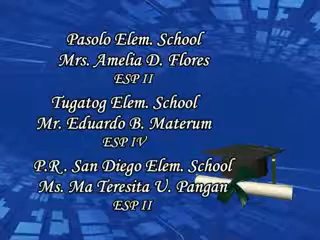 Pasolo Elem. School
Mrs. Amelia D. Flores
ESP II
Tugatog Elem. School
Mr. Eduardo B. Materum
ESP IV
P.R . San Diego Elem. School
Ms. Ma Teresita U. Pangan
ESP II